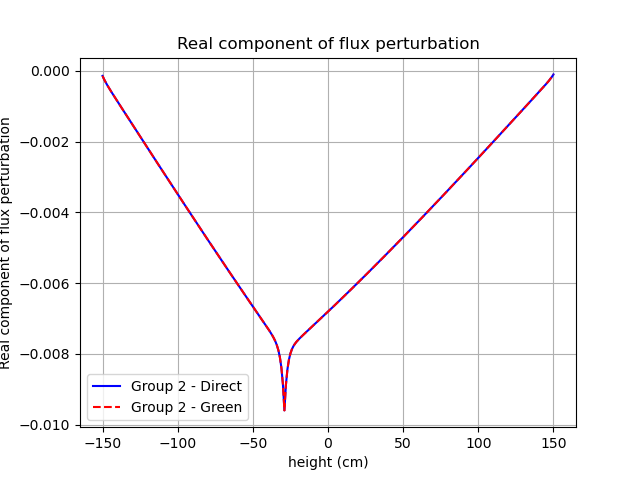 Real component of flux perturbation
Real component of flux perturbation
0.000
−0.002
−0.004
−0.006
−0.008
−0.010
Group 2 - Direct
Group 2 - Green
−150
−100
−50
0
50
100
150
height (cm)